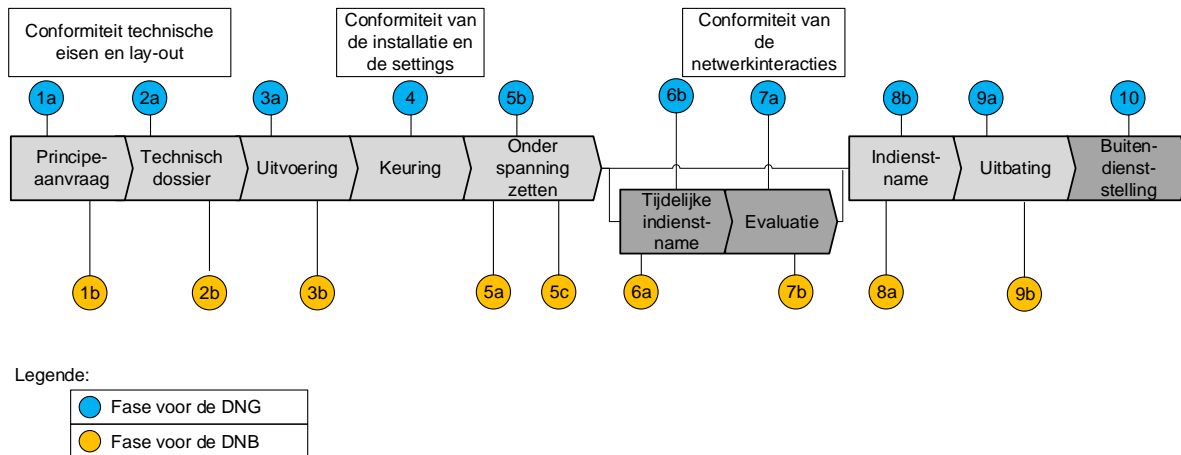 Conformiteit technische
eisen en lay-out
Conformiteit van
de installatie en
de settings
Conformiteit van
de
netwerkinteracties
1a
2a
3a
4
5b
6b
7a
8b
9a
10
Principe-
aanvraag
Technisch
dossier
Uitvoering
Keuring
Onder
spanning
zetten
Tijdelijke
indienst-
name
Evaluatie
Indienst-
name
Uitbating
Buiten-
dienst-
stelling
1b
2b
3b
5a
5c
6a
7b
8a
9b
Legende:
Fase voor de DNG
Fase voor de DNB